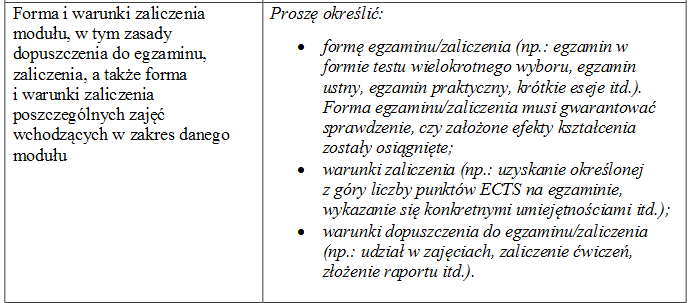 Forma i warunki zaliczenia
modułu, w tym zasady
dopuszczenia do egzaminu,
zaliczenia, a także forma
i warunki zaliczenia
poszczególnych zajęć
wchodzących w zakres danego
modułu
Proszę określić:
• formę egzaminu/zaliczenia (np.: egzamin w
formie testu wielokrotnego wyboru, egzamin
ustny, egzamin praktyczny, krótkie eseje itd.).
Forma egzaminu/zaliczenia musi gwarantować
sprawdzenie, czy założone efekty kształcenia
zostały osiągnięte;
• warunki zaliczenia (np.: uzyskanie określonej
z góry liczby punktów ECTS na egzaminie,
wykazanie się konkretnymi umiejętnościami itd.);
• warunki dopuszczenia do egzaminu/zaliczenia
(np.: udział w zajęciach, zaliczenie ćwiczeń,
złożenie raportu itd.).